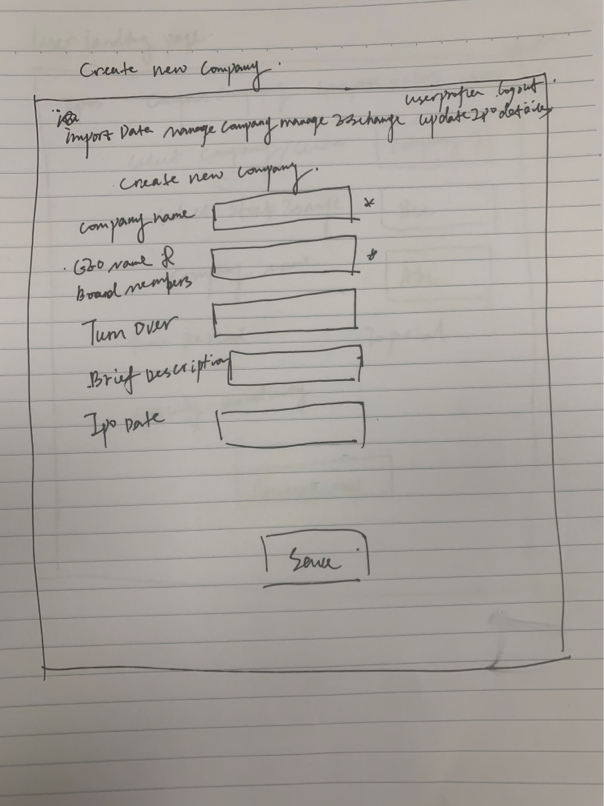 Create new Company.
userprofier logout.
import Data manage Company manage Exchange update Ipo details
Create new Company.
Company name *
CEO name &
Board members *
Turn Over
Brief Description
Ipo Date
Save